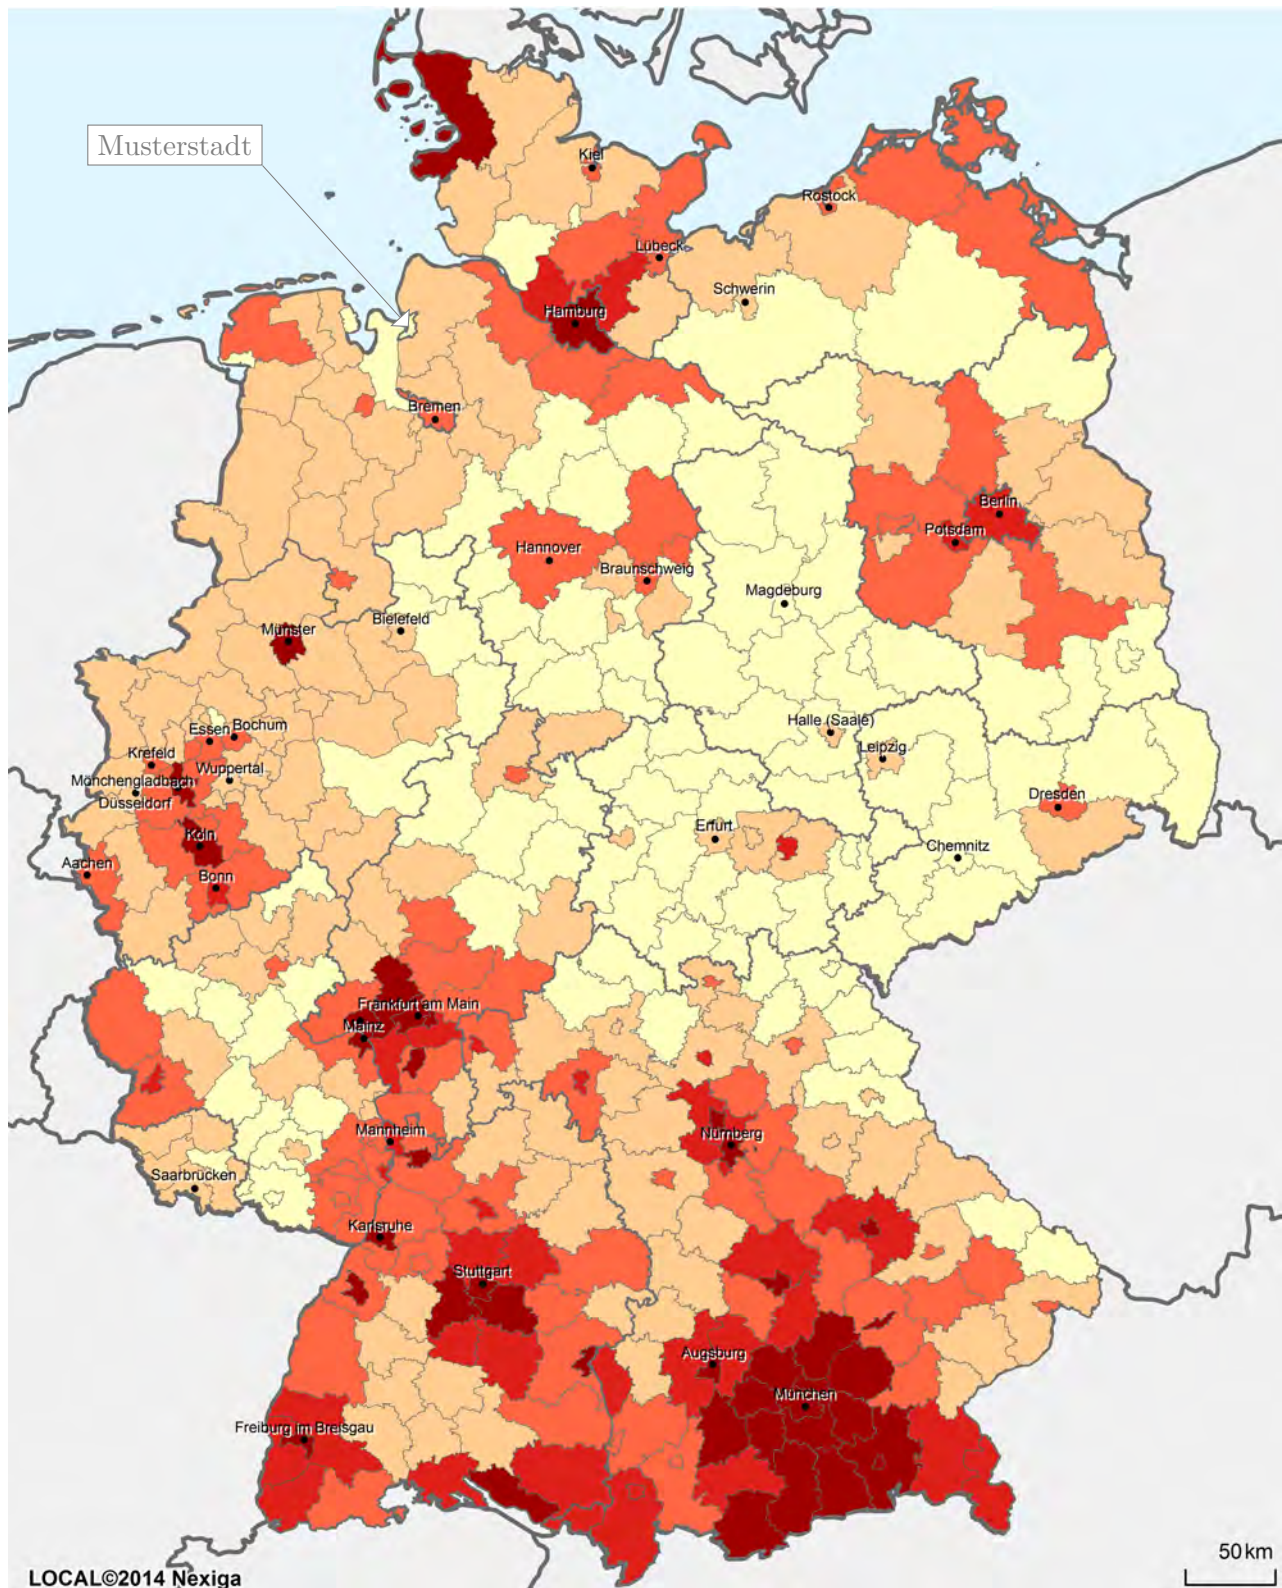 Musterstadt
Kiel
Rostock
Lübeck
Schwerin
Hamburg
Bremen
Berlin
Potsdam
Hannover
Braunschweig
Magdeburg
Bielefeld
Münster
Halle (Saale)
Essen
Bochum
Leipzig
Krefeld
Wuppertal
Mönchengladbach
Düsseldorf
Dresden
Erfurt
Köln
Chemnitz
Aachen
Bonn
Frankfurt am Main
Mainz
Mannheim
Nürnberg
Saarbrücken
Karlsruhe
Stuttgart
Augsburg
München
Freiburg im Breisgau
50 km
LOCAL©2014 Nexiga